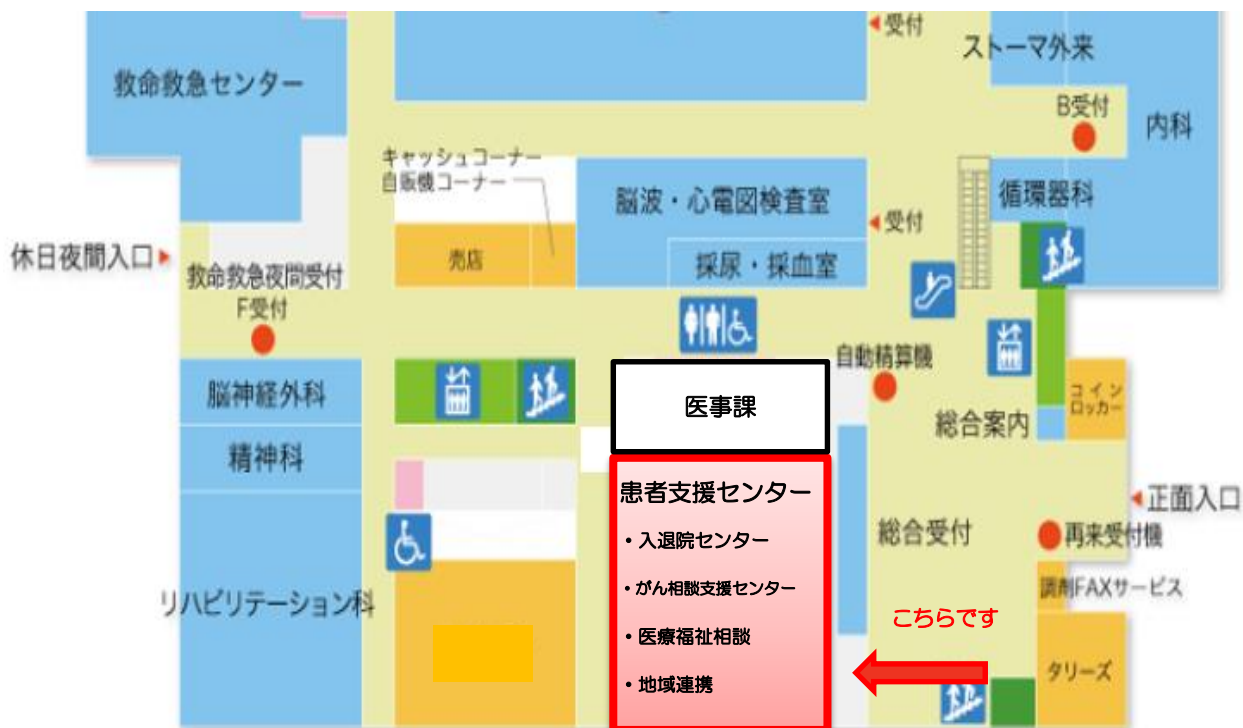 受付
ストーマ外来
救命救急センター
B受付
内科
キャッシュコーナー
自販機コーナー
脳波・心電図検査室
循環器科
受付
休日夜間入口
売店
採尿・採血室
救命救急夜間受付
F受付
自動精算機
脳神経外科
医事課
コイン
ロッカー
総合案内
精神科
患者支援センター
正面入口
・入退院センター
総合受付
再来受付機
・がん相談支援センター
調剤FAXサービス
リハビリテーション科
こちらです
・医療福祉相談
・地域連携
タリーズ